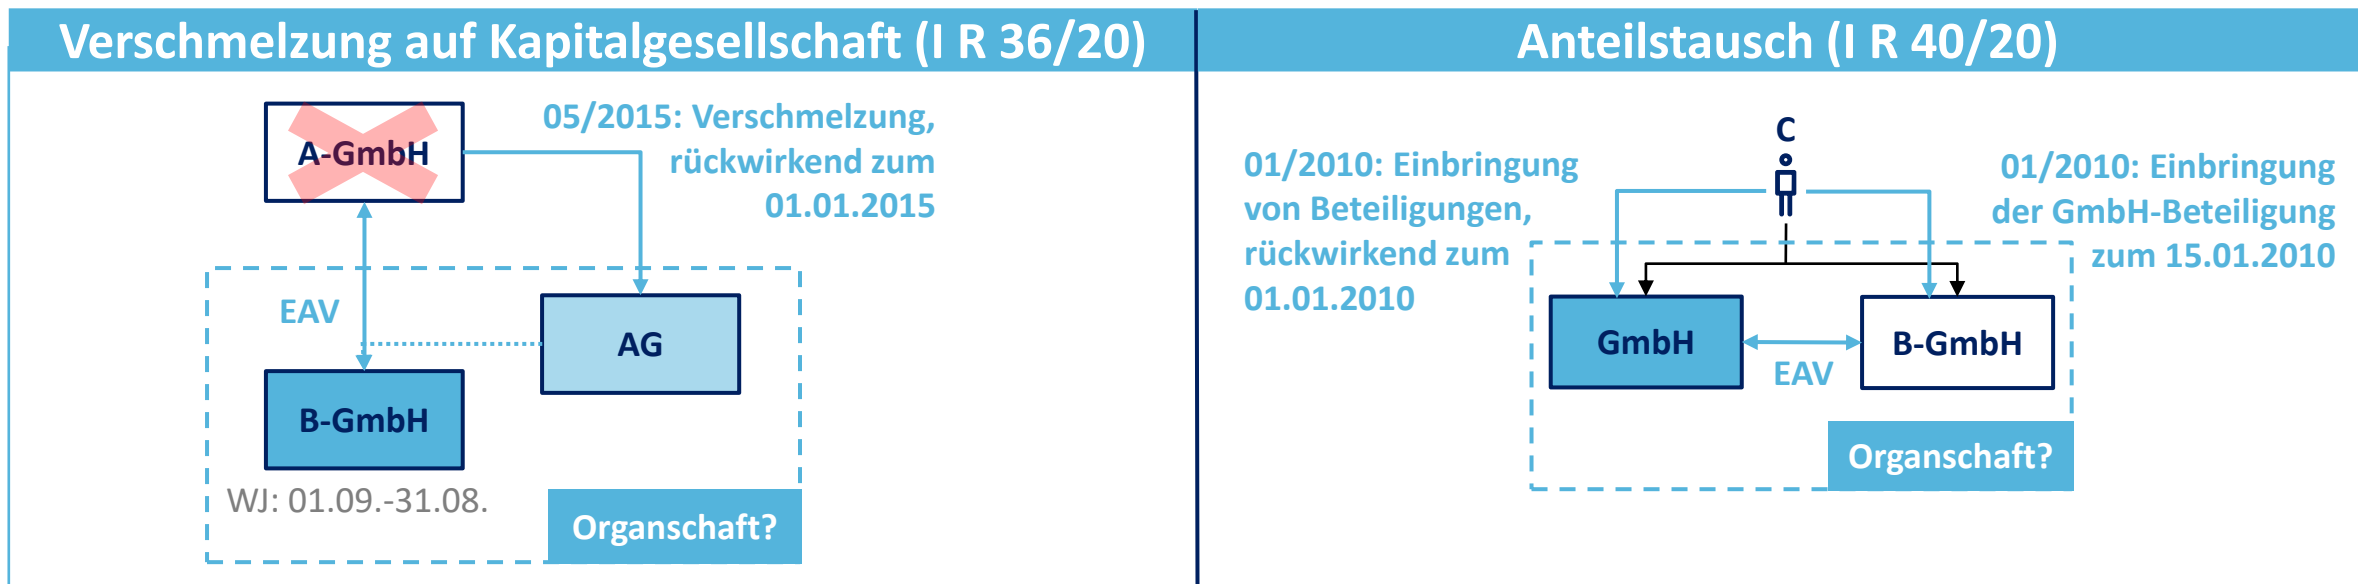 Verschmelzung auf Kapitalgesellschaft (I R 36/20)
A-GmbH
05/2015: Verschmelzung,
rückwirkend zum
01.01.2015
EAV
AG
B-GmbH
WJ: 01.09.-31.08.
Organschaft?
Anteilstausch (I R 40/20)
C
01/2010: Einbringung
von Beteiligungen,
rückwirkend zum
01.01.2010
01/2010: Einbringung
der GmbH-Beteiligung
zum 15.01.2010
GmbH
EAV
B-GmbH
Organschaft?